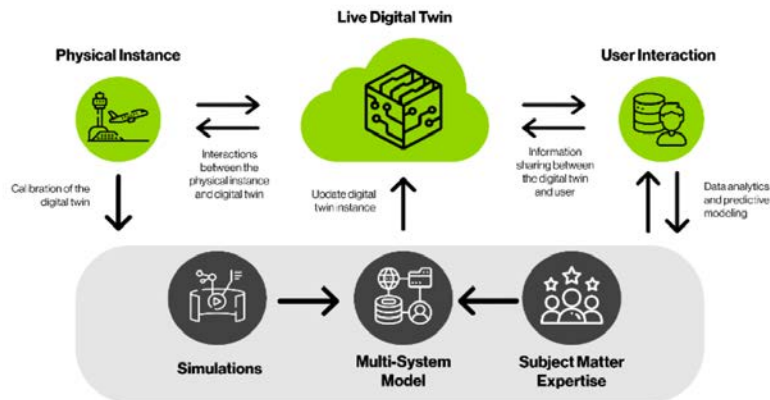 Live Digital Twin
Physical Instance
User Interaction
Interactions
between the
physical instance
and digital twin
Information
sharing between
the digital twin
and user
Calibration of the
digital twin
Update digital
twin instance
Data analytics
and predictive
modeling
Simulations
Multi-System
Model
Subject Matter
Expertise